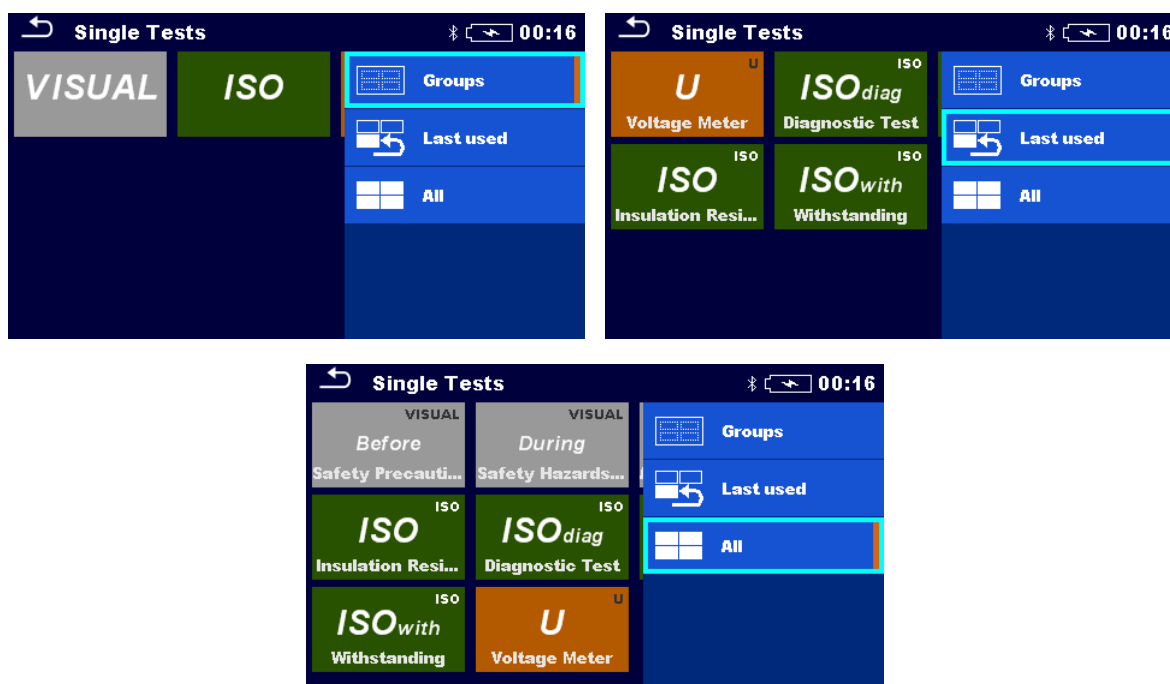 Single Tests 00:16
VISUAL ISO
Groups
Last used
All
Single Tests 00:16
U ISO
U ISOdiag
Voltage Meter Diagnostic Test
ISO ISO
ISO ISOwith
Insulation Resi... Withstanding
Groups
Last used
All
Single Tests 00:16
VISUAL VISUAL
Before During
Safety Precauti... Safety Hazards...
ISO ISO
ISO ISOdiag
Insulation Resi... Diagnostic Test
ISO U
ISOwith U
Withstanding Voltage Meter
Groups
Last used
All